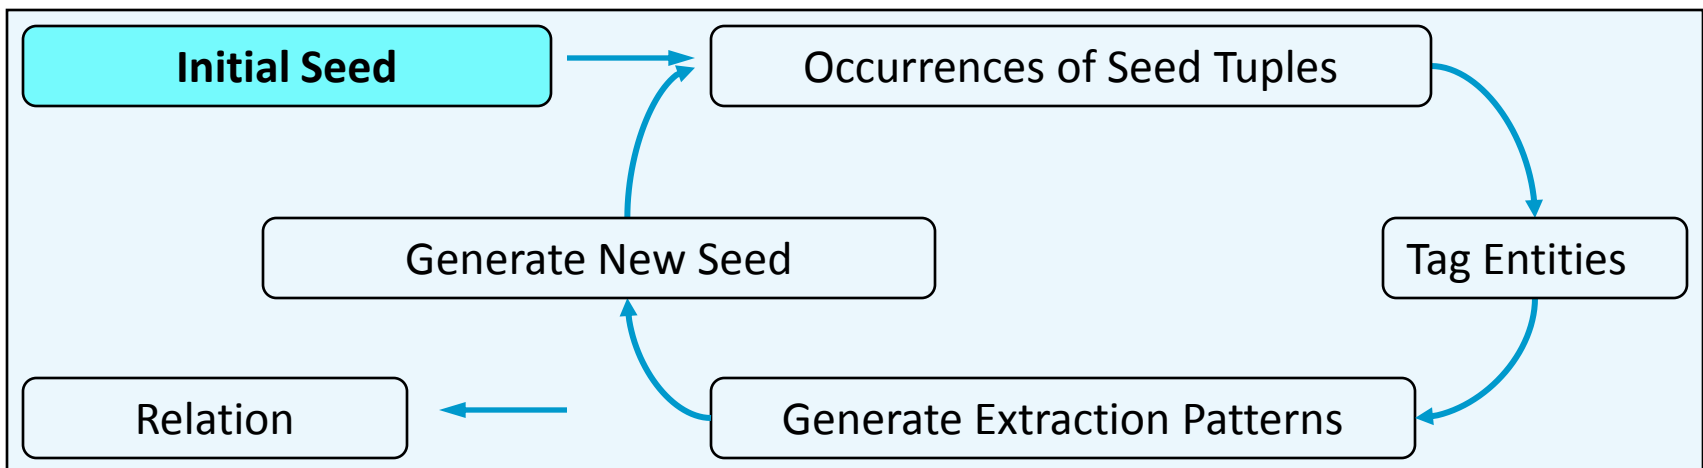 Initial Seed
Occurrences of Seed Tuples
Generate New Seed
Tag Entities
Relation
Generate Extraction Patterns